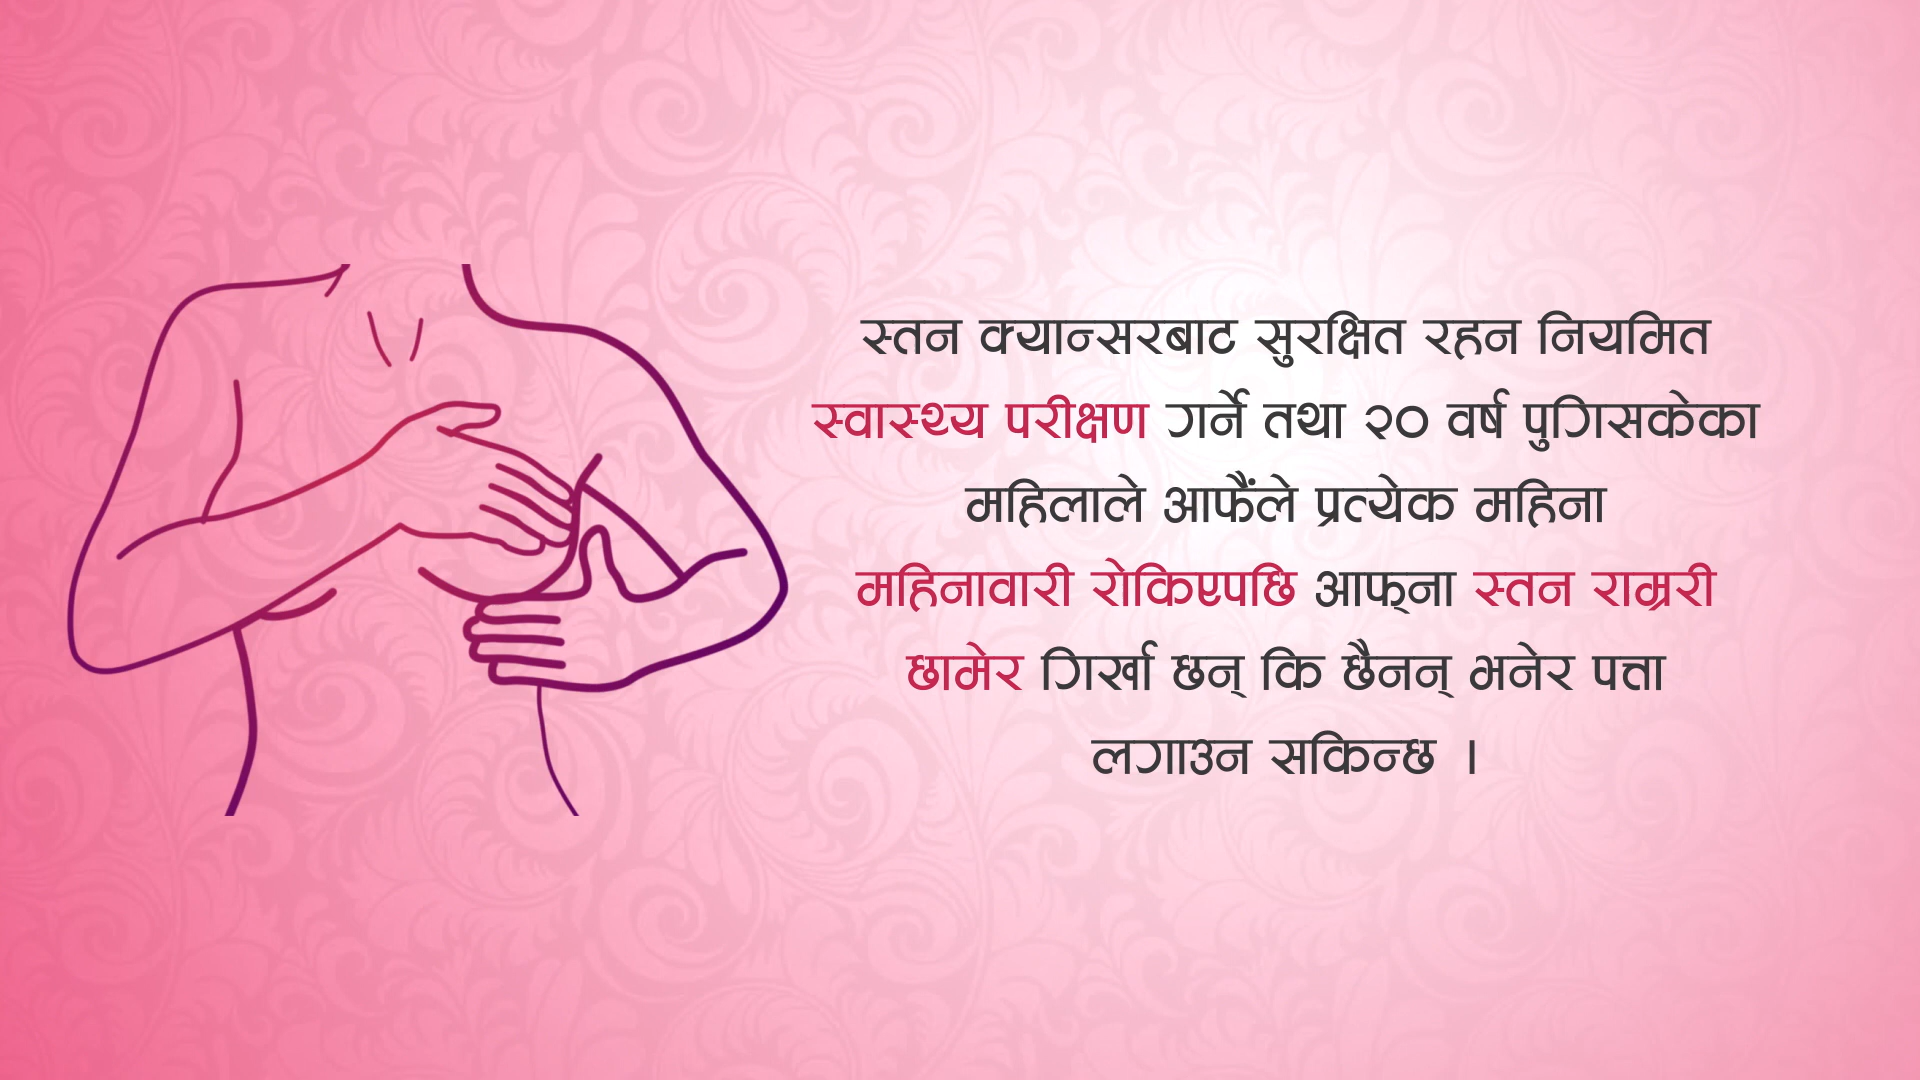 स्तन क्यान्सरबाट सुरक्षित रहन नियमित
स्वास्थ्य परीक्षण गर्ने तथा २० वर्ष पुगिसकेका
महिलाले आफैंले प्रत्येक महिना
महिनावारी रोकिएपछि आफ्‌ना स्तन राम्ररी
छामेर गिर्खा छन् कि छैनन् भनेर पत्ता
लगाउन सकिन्छ ।